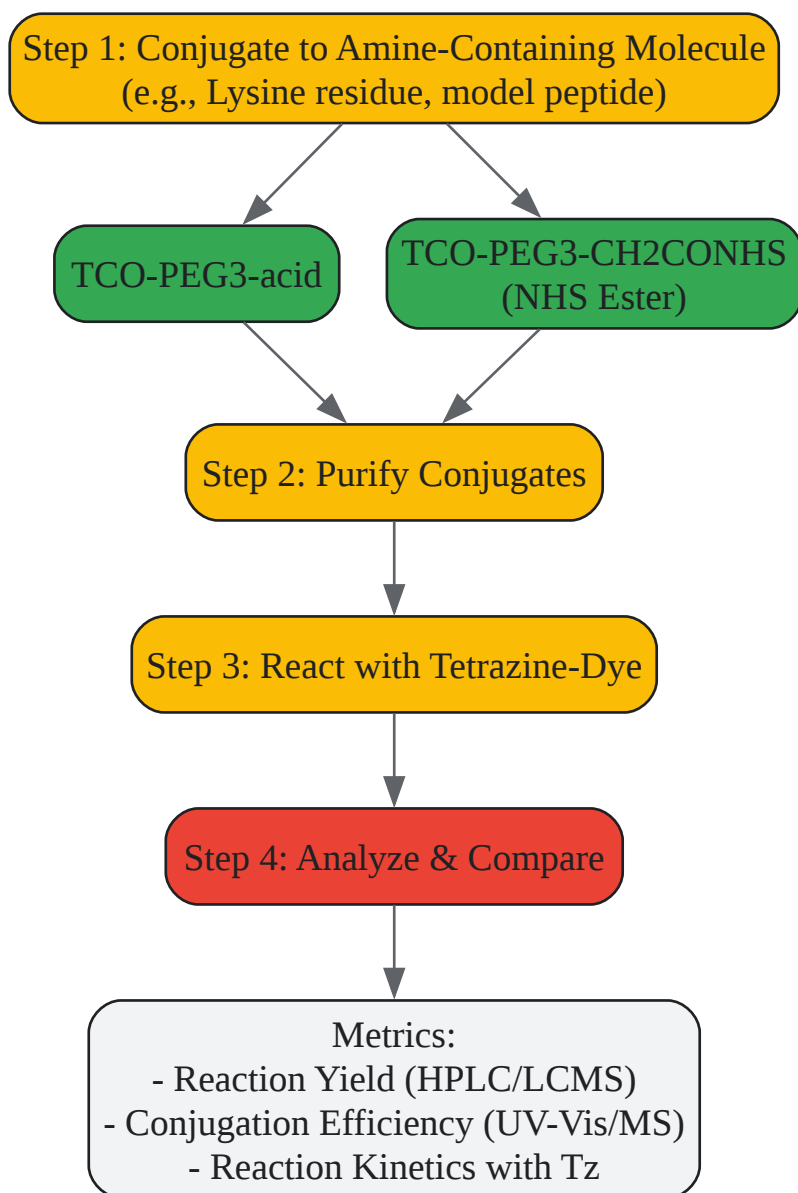 Step 1: Conjugate to Amine-Containing Molecule
(e.g., Lysine residue, model peptide)
TCO-PEG3-acid
TCO-PEG3-CH2CONHS
(NHS Ester)
Step 2: Purify Conjugates
Step 3: React with Tetrazine-Dye
Step 4: Analyze & Compare
Metrics:
- Reaction Yield (HPLC/LCMS)
- Conjugation Efficiency (UV-Vis/MS)
- Reaction Kinetics with Tz